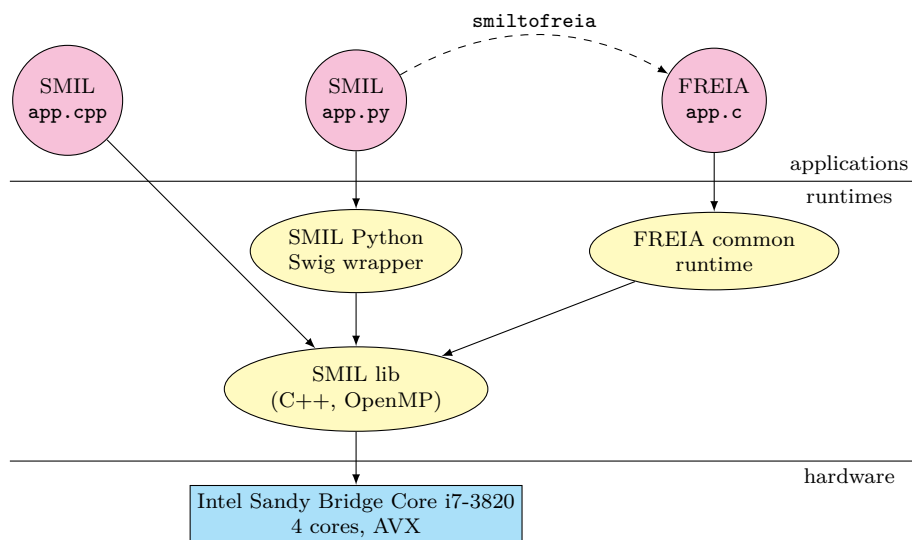 smiltofreia
SMIL
app.cpp
SMIL
app.py
FREIA
app.c
applications
runtimes
SMIL Python
Swig wrapper
FREIA common
runtime
SMIL lib
(C++, OpenMP)
hardware
Intel Sandy Bridge Core i7-3820
4 cores, AVX